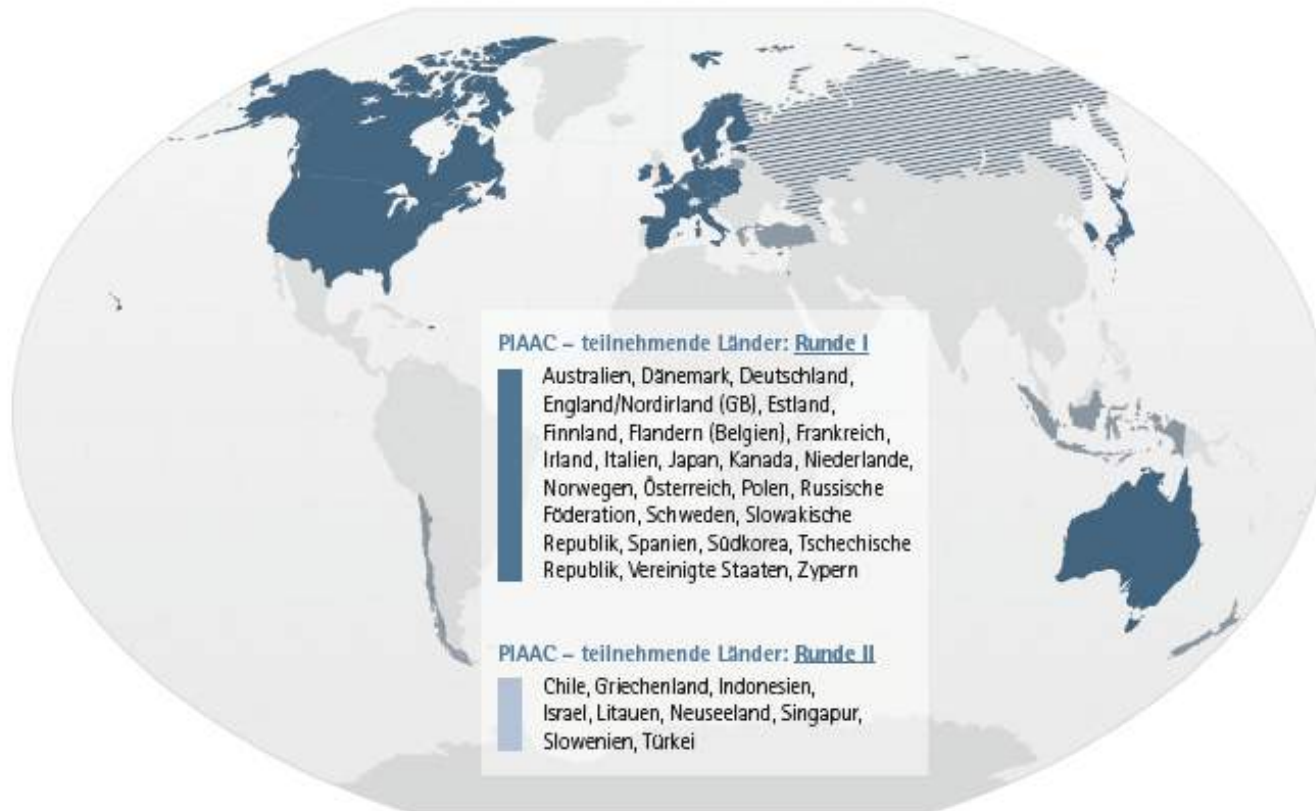 PIAAC – teilnehmende Länder: Runde I
Australien, Dänemark, Deutschland,
England/Nordirland (GB), Estland,
Finnland, Flandern (Belgien), Frankreich,
Irland, Italien, Japan, Kanada, Niederlande,
Norwegen, Österreich, Polen, Russische
Föderation, Schweden, Slowakische
Republik, Spanien, Südkorea, Tschechische
Republik, Vereinigte Staaten, Zypern
PIAAC – teilnehmende Länder: Runde II
Chile, Griechenland, Indonesien,
Israel, Litauen, Neuseeland, Singapur,
Slowenien, Türkei